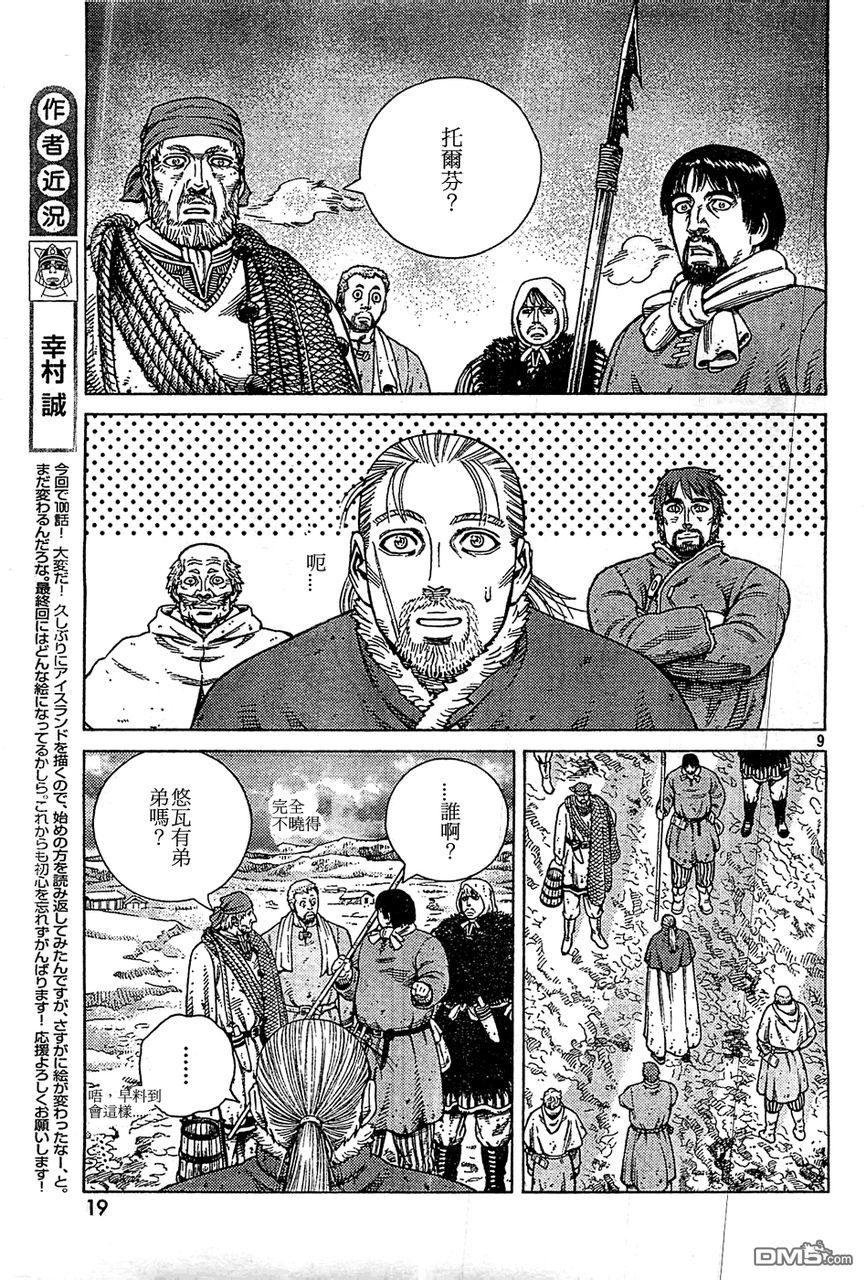 托爾芬？
呃…
9
……誰啊？
完全
不曉得
悠瓦有弟
弟嗎？
……
唔，早料到
會這樣…
作者近況
幸村誠
今回で100話！　大変だ！　久しぶりにアイスランドを描くので、始めの方を読み返してみたんですが、さすがに絵が変わったなー、と。
まだ変わるんだろな。最終回にはどんな絵になってるかしら。これからも初心を忘れずがんばります！　応援よろしくお願いします！
19
DM5.com